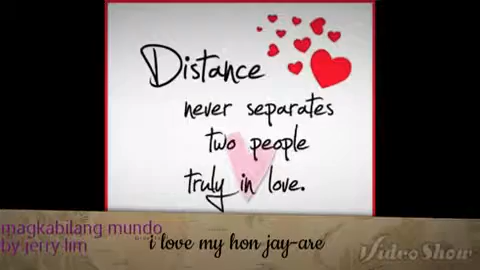 Distance
never separates
two people
truly in love.
magkabilang mundo
by jerry lim
i love my hon jay-are
VideoShow